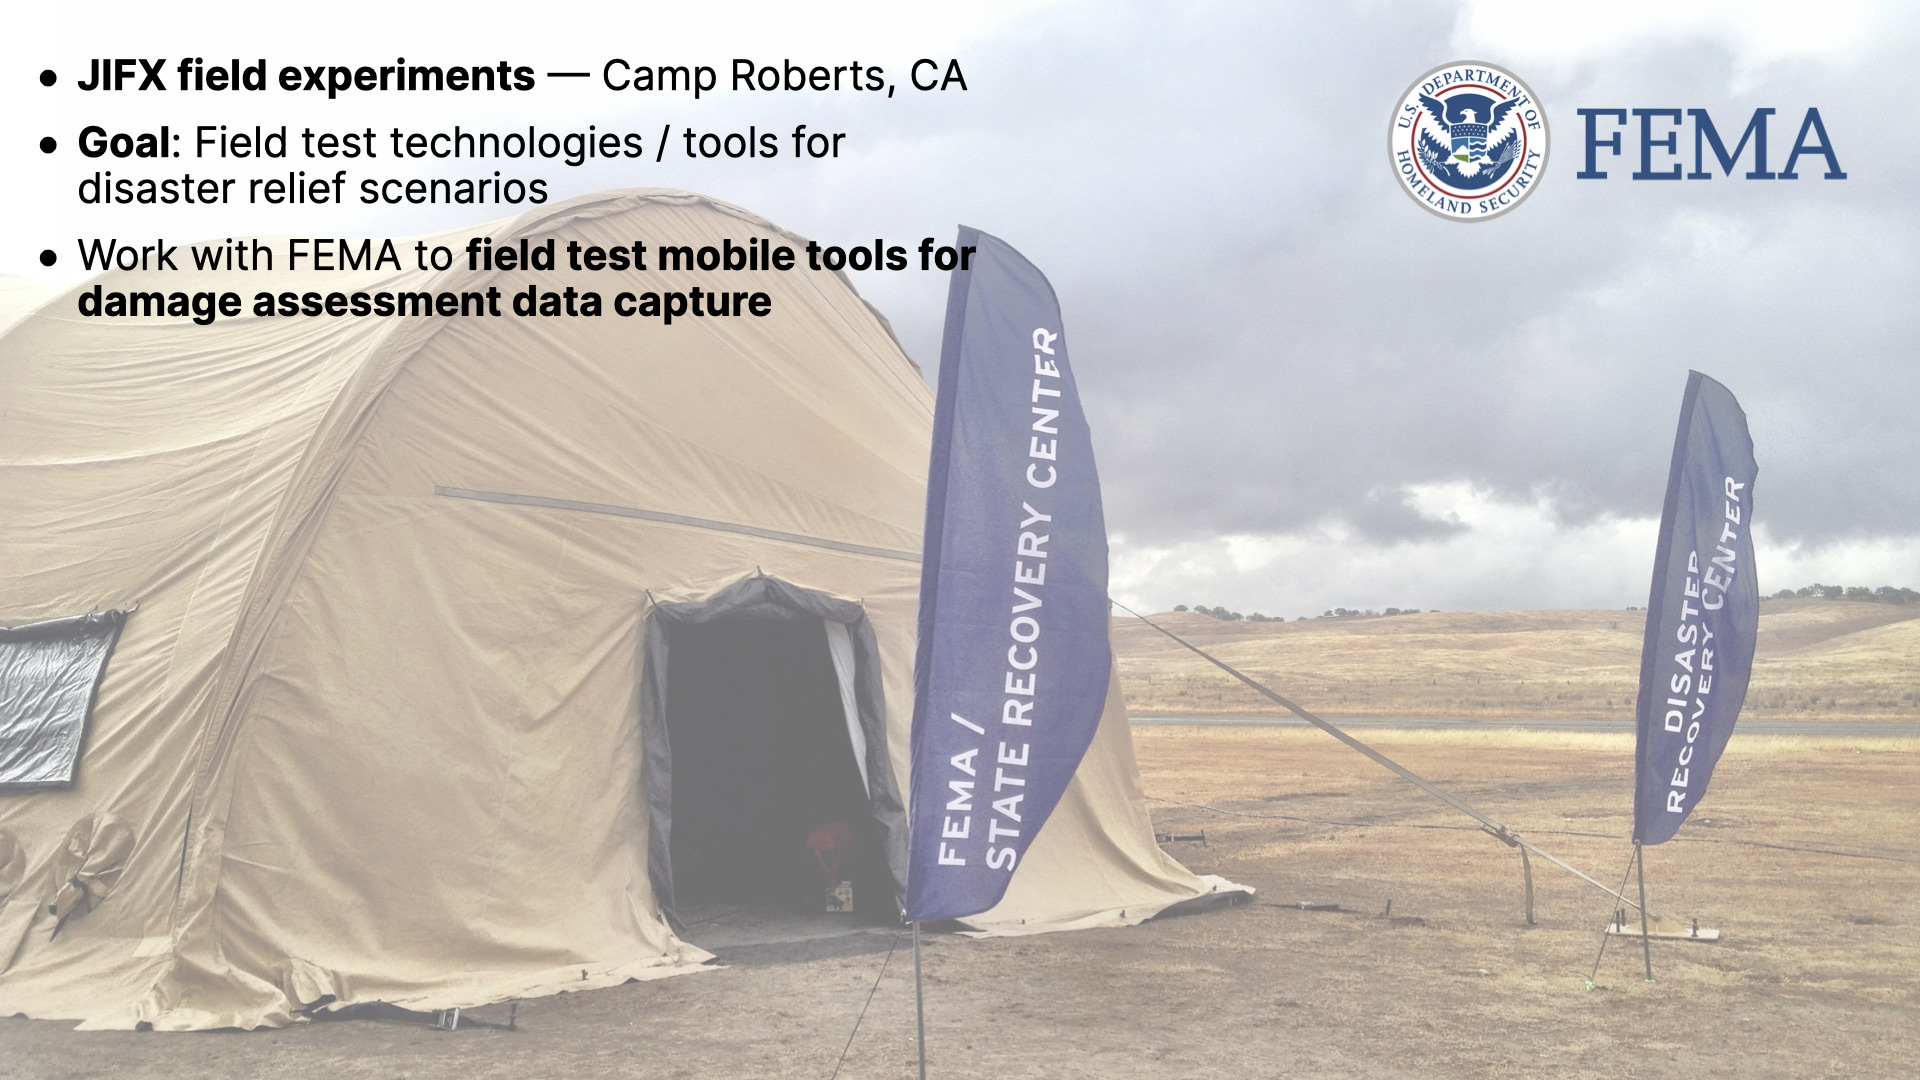 • JIFX field experiments — Camp Roberts, CA
• Goal: Field test technologies / tools for
disaster relief scenarios
• Work with FEMA to field test mobile tools for
damage assessment data capture
U.S. DEPARTMENT OF
HOMELAND SECURITY
FEMA
FEMA /
STATE RECOVERY CENTER
DISASTER
RECOVERY CENTER